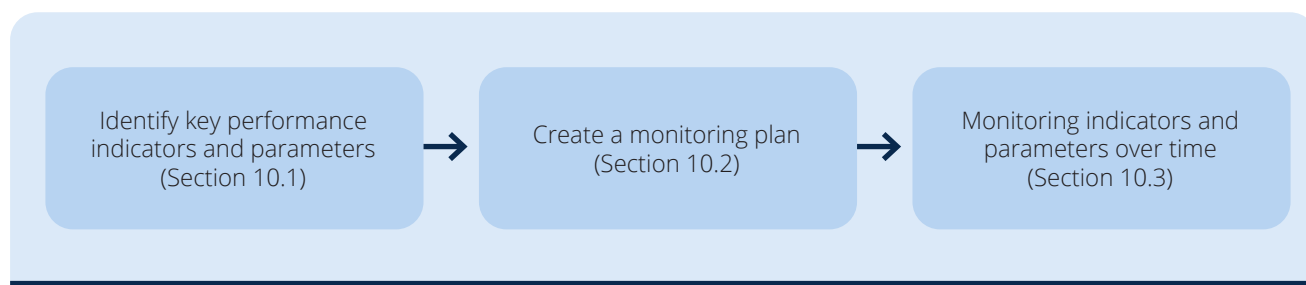 Identify key performance
indicators and parameters
(Section 10.1)
Create a monitoring plan
(Section 10.2)
Monitoring indicators and
parameters over time
(Section 10.3)